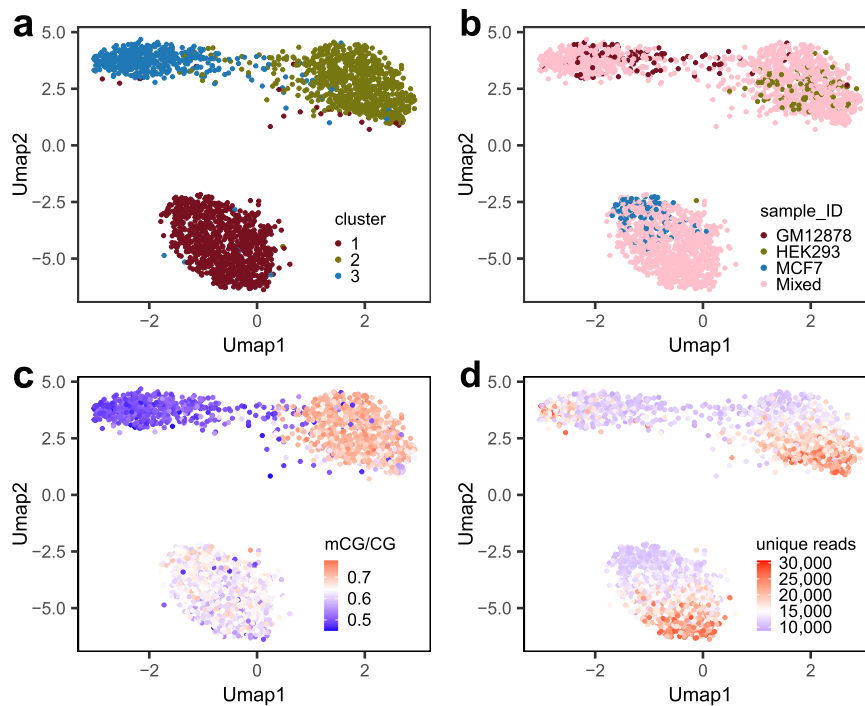 a
5.0
2.5
0.0
−2.5
−5.0
Umap2
cluster
1
2
3
−2
0
2
Umap1
b
5.0
2.5
0.0
−2.5
−5.0
Umap2
sample_ID
GM12878
HEK293
MCF7
Mixed
−2
0
2
Umap1
c
5.0
2.5
0.0
−2.5
−5.0
Umap2
mCG/CG
0.7
0.6
0.5
−2
0
2
Umap1
d
5.0
2.5
0.0
−2.5
−5.0
Umap2
unique reads
30,000
25,000
20,000
15,000
10,000
−2
0
2
Umap1